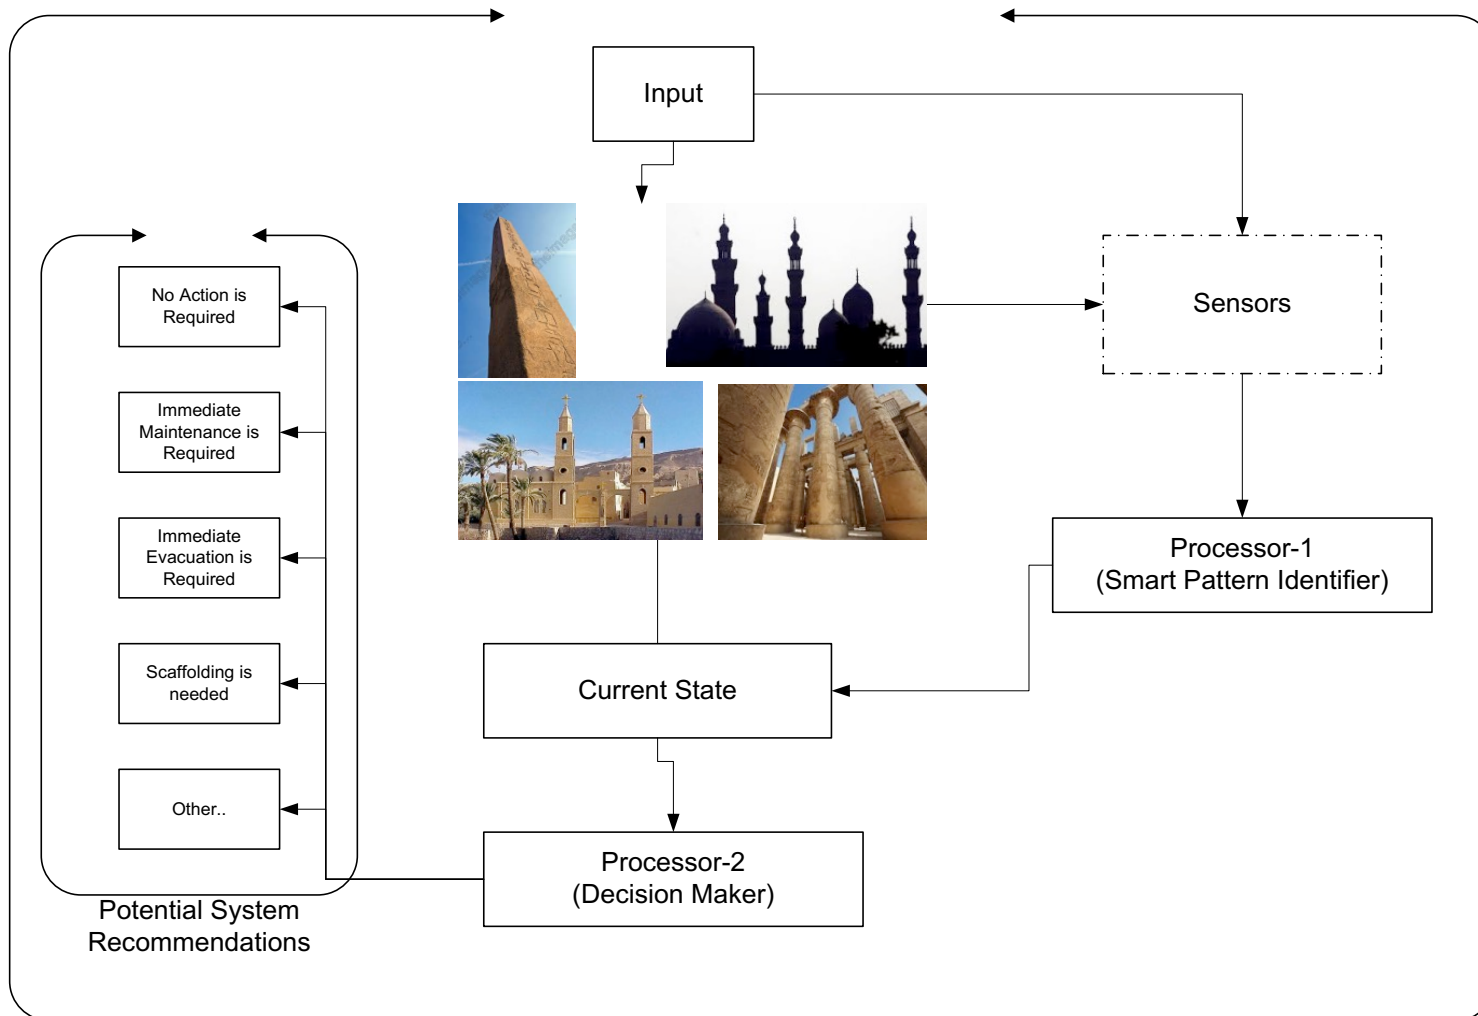 Input
Sensors
No Action is
Required
Immediate
Maintenance is
Required
Immediate
Evacuation is
Required
Scaffolding is
needed
Other..
Processor-1
(Smart Pattern Identifier)
Current State
Processor-2
(Decision Maker)
Potential System
Recommendations